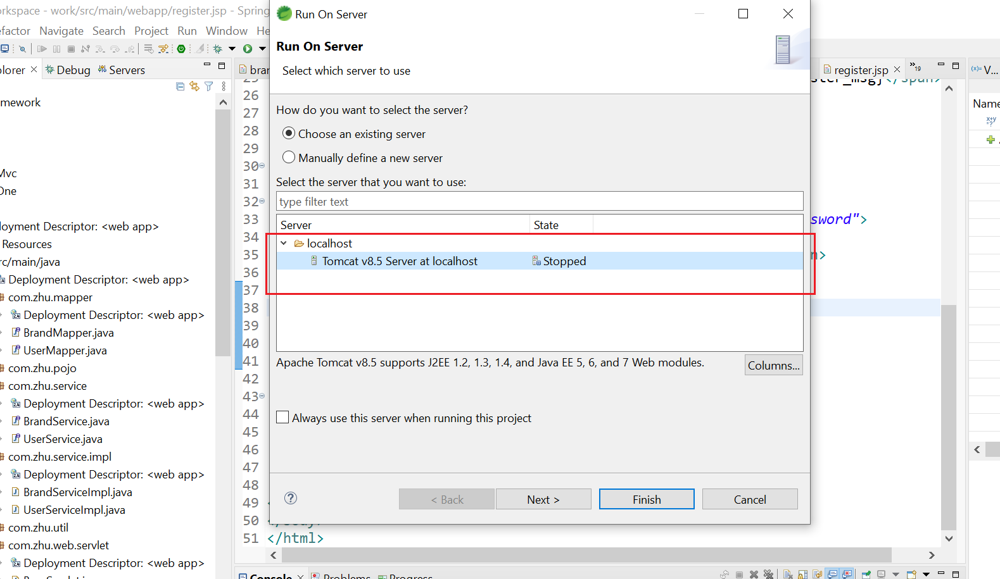 orkspace - work/src/main/webapp/register.jsp - Spring
Run On Server
efactor Navigate Search Project Run Window He
Run On Server
Select which server to use
plorer Debug Servers
bran
register.jsp
19
V...
mework
Mvc
One
loyment Descriptor: <web app>
Resources
rc/main/java
Deployment Descriptor: <web app>
com.zhu.mapper
Deployment Descriptor: <web app>
BrandMapper.java
UserMapper.java
com.zhu.pojo
com.zhu.service
Deployment Descriptor: <web app>
BrandService.java
UserService.java
com.zhu.service.impl
Deployment Descriptor: <web app>
BrandServiceImpl.java
UserServiceImpl.java
com.zhu.util
com.zhu.web.servlet
Deployment Descriptor: <web app>
25
26
27
28
29
30
31
32
33
34
35
36
37
38
39
40
41
42
43
44
45
46
47
48
49 <
50
51 </html>
ster_msg}</span>
sword">
n>
How do you want to select the server?
Choose an existing server
Manually define a new server
Select the server that you want to use:
type filter text
Server State
localhost
Tomcat v8.5 Server at localhost Stopped
Apache Tomcat v8.5 supports J2EE 1.2, 1.3, 1.4, and Java EE 5, 6, and 7 Web modules.
Columns...
Always use this server when running this project
< Back Next > Finish Cancel
Name
x+y
=?
Console Problems Progress